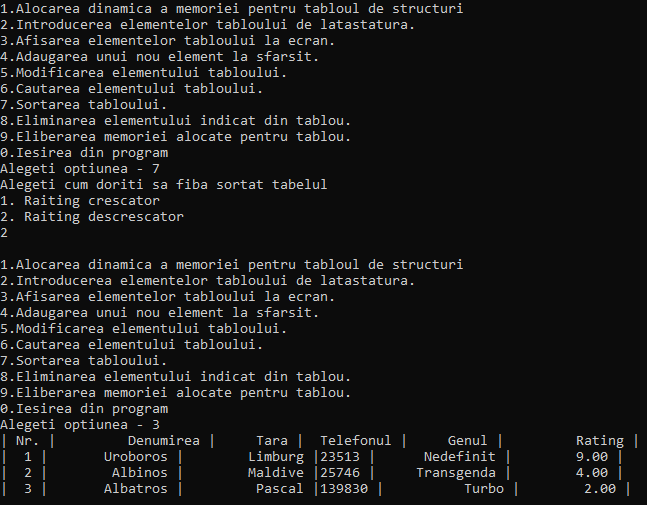 1.Alocarea dinamica a memoriei pentru tabloul de structuri
2.Introducerea elementelor tabloului de latastatura.
3.Afisarea elementelor tabloului la ecran.
4.Adaugarea unui nou element la sfarsit.
5.Modificarea elementului tabloului.
6.Cautarea elementului tabloului.
7.Sortarea tabloului.
8.Eliminarea elementului indicat din tablou.
9.Eliberarea memoriei alocate pentru tablou.
0.Iesirea din program
Alegeti optiunea - 7
Alegeti cum doriti sa fiba sortat tabelul
1. Raiting crescator
2. Raiting descrescator
2
1.Alocarea dinamica a memoriei pentru tabloul de structuri
2.Introducerea elementelor tabloului de latastatura.
3.Afisarea elementelor tabloului la ecran.
4.Adaugarea unui nou element la sfarsit.
5.Modificarea elementului tabloului.
6.Cautarea elementului tabloului.
7.Sortarea tabloului.
8.Eliminarea elementului indicat din tablou.
9.Eliberarea memoriei alocate pentru tablou.
0.Iesirea din program
Alegeti optiunea - 3
| Nr. | Denumirea | Tara | Telefonul | Genul | Rating |
| 1 | Uroboros | Limburg |23513 | Nedefinit | 9.00 |
| 2 | Albinos | Maldive |25746 | Transgenda | 4.00 |
| 3 | Albatros | Pascal |139830 | Turbo | 2.00 |